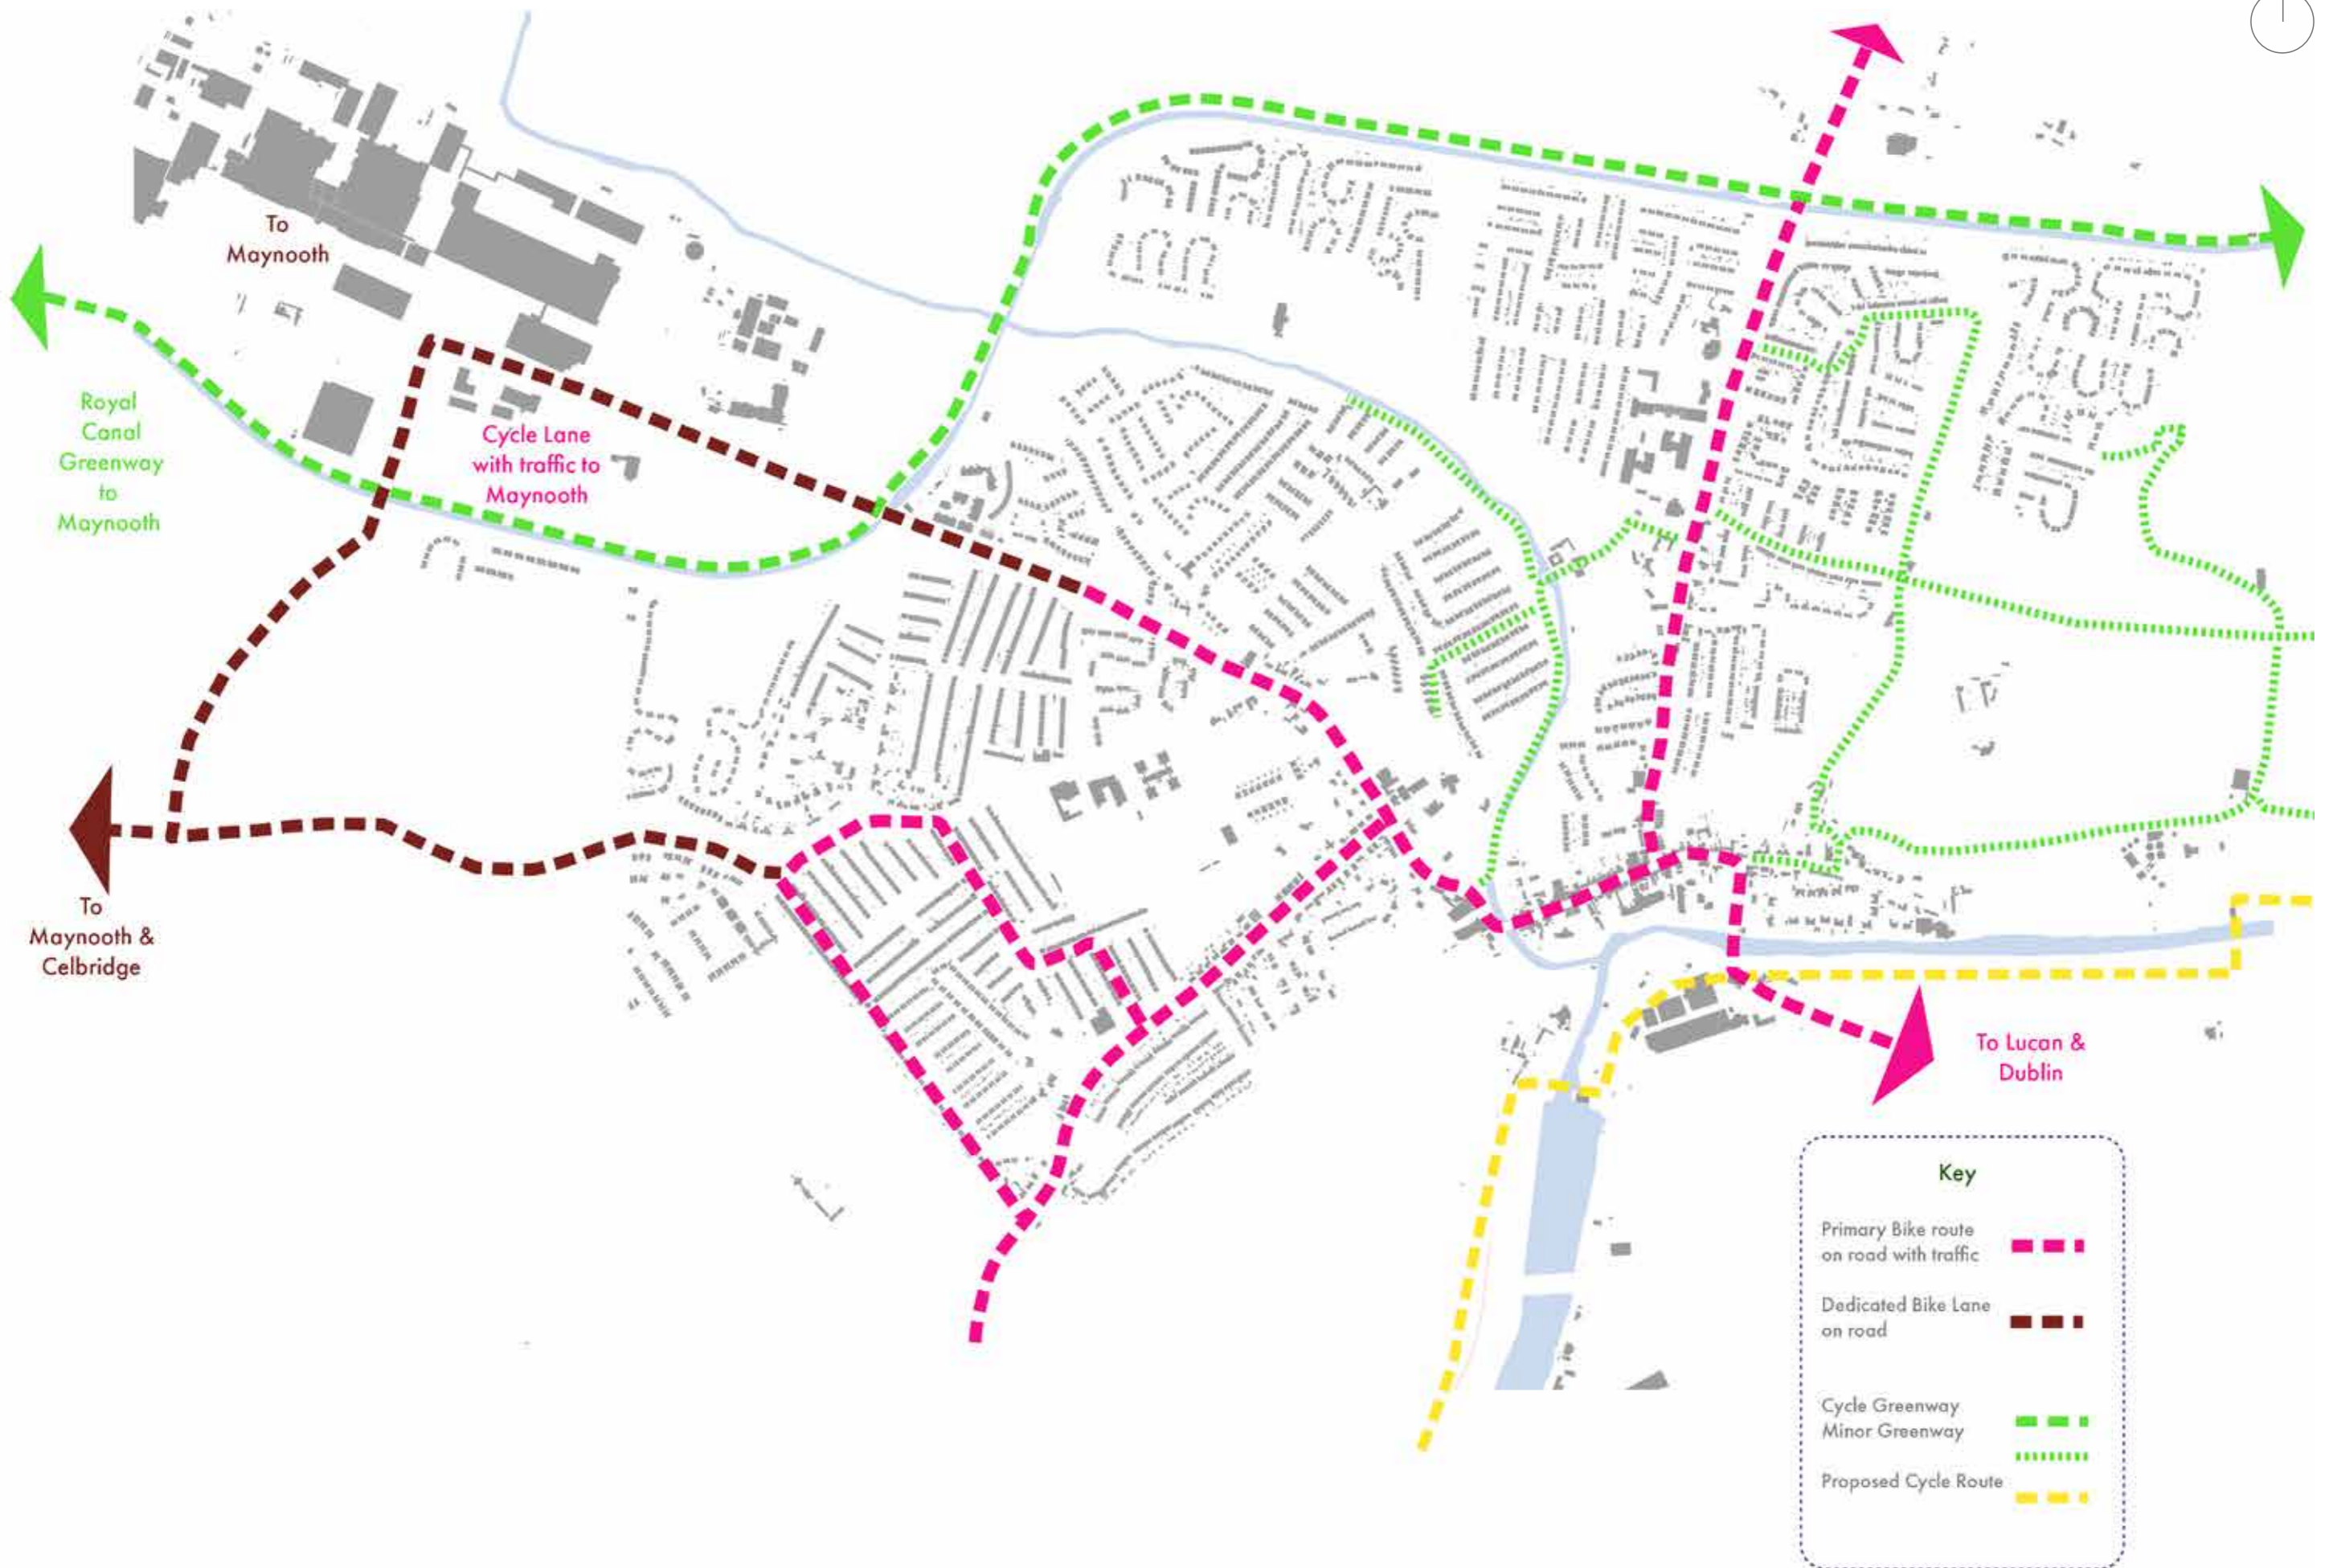 To
Maynooth
Royal
Canal
Greenway
to
Maynooth
Cycle Lane
with traffic to
Maynooth
To
Maynooth &
Celbridge
To Lucan &
Dublin
Key
Primary Bike route
on road with traffic
Dedicated Bike Lane
on road
Cycle Greenway
Minor Greenway
Proposed Cycle Route